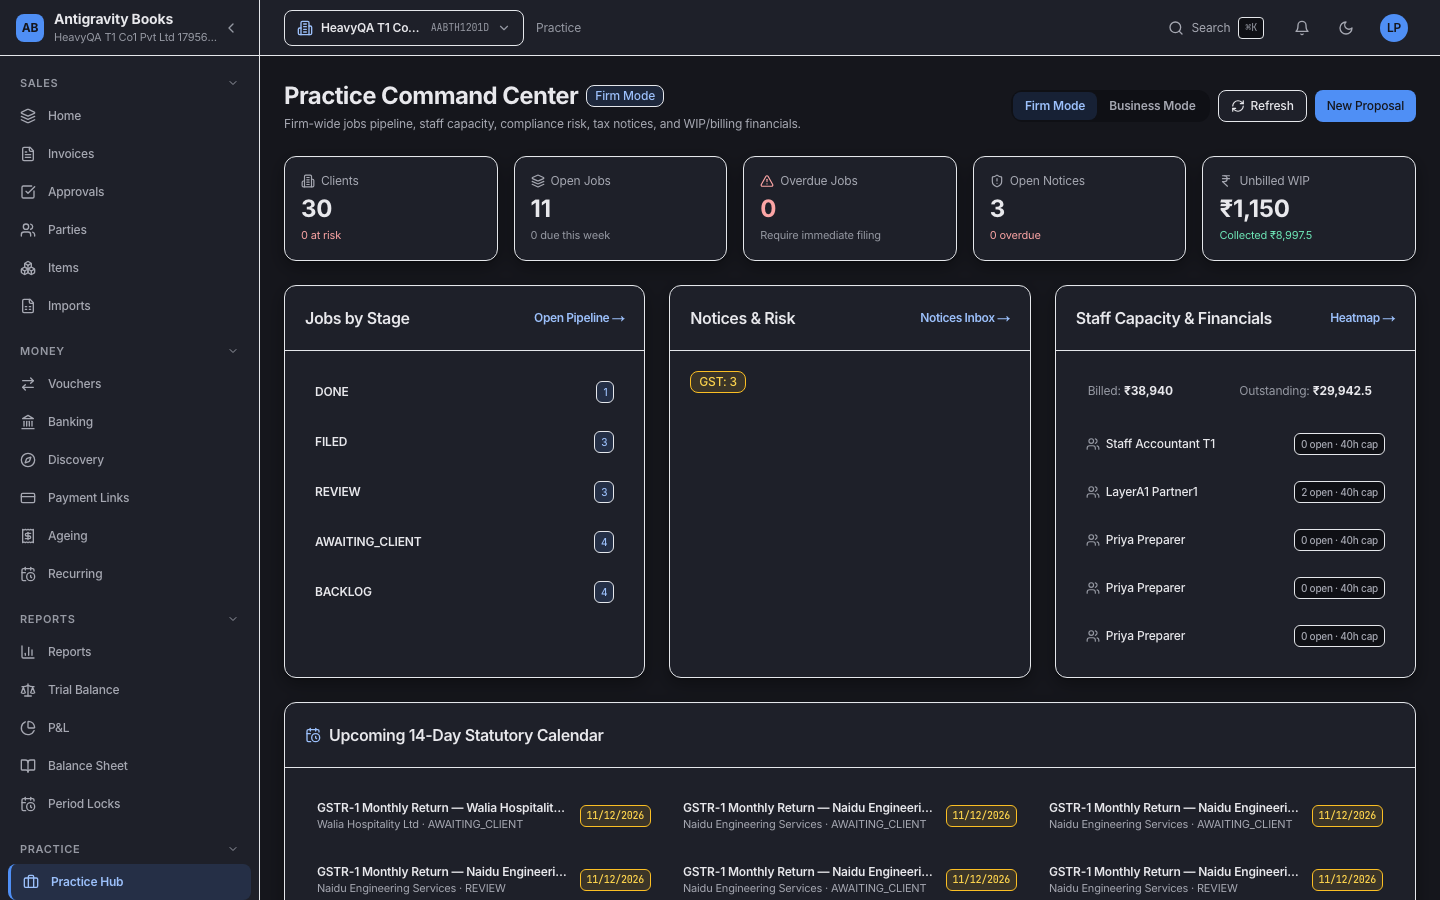 AB
Antigravity Books
HeavyQA T1 Co1 Pvt Ltd 17956...
SALES
Home
Invoices
Approvals
Parties
Items
Imports
MONEY
Vouchers
Banking
Discovery
Payment Links
Ageing
Recurring
REPORTS
Reports
Trial Balance
P&L
Balance Sheet
Period Locks
PRACTICE
Practice Hub
HeavyQA T1 Co... AABTH1201D
Practice
Search ⌘K
LP
Practice Command Center Firm Mode
Firm-wide jobs pipeline, staff capacity, compliance risk, tax notices, and WIP/billing financials.
Firm Mode Business Mode Refresh New Proposal
Clients
30
0 at risk
Open Jobs
11
0 due this week
Overdue Jobs
0
Require immediate filing
Open Notices
3
0 overdue
₹ Unbilled WIP
₹1,150
Collected ₹8,997.5
Jobs by Stage Open Pipeline →
DONE 1
FILED 3
REVIEW 3
AWAITING_CLIENT 4
BACKLOG 4
Notices & Risk Notices Inbox →
GST: 3
Staff Capacity & Financials Heatmap →
Billed: ₹38,940 Outstanding: ₹29,942.5
Staff Accountant T1 0 open · 40h cap
LayerA1 Partner1 2 open · 40h cap
Priya Preparer 0 open · 40h cap
Priya Preparer 0 open · 40h cap
Priya Preparer 0 open · 40h cap
Upcoming 14-Day Statutory Calendar
GSTR-1 Monthly Return — Walia Hospitalit... 11/12/2026
Walia Hospitality Ltd · AWAITING_CLIENT
GSTR-1 Monthly Return — Naidu Engineeri... 11/12/2026
Naidu Engineering Services · AWAITING_CLIENT
GSTR-1 Monthly Return — Naidu Engineeri... 11/12/2026
Naidu Engineering Services · AWAITING_CLIENT
GSTR-1 Monthly Return — Naidu Engineeri... 11/12/2026
Naidu Engineering Services · REVIEW
GSTR-1 Monthly Return — Naidu Engineeri... 11/12/2026
Naidu Engineering Services · AWAITING_CLIENT
GSTR-1 Monthly Return — Naidu Engineeri... 11/12/2026
Naidu Engineering Services · REVIEW